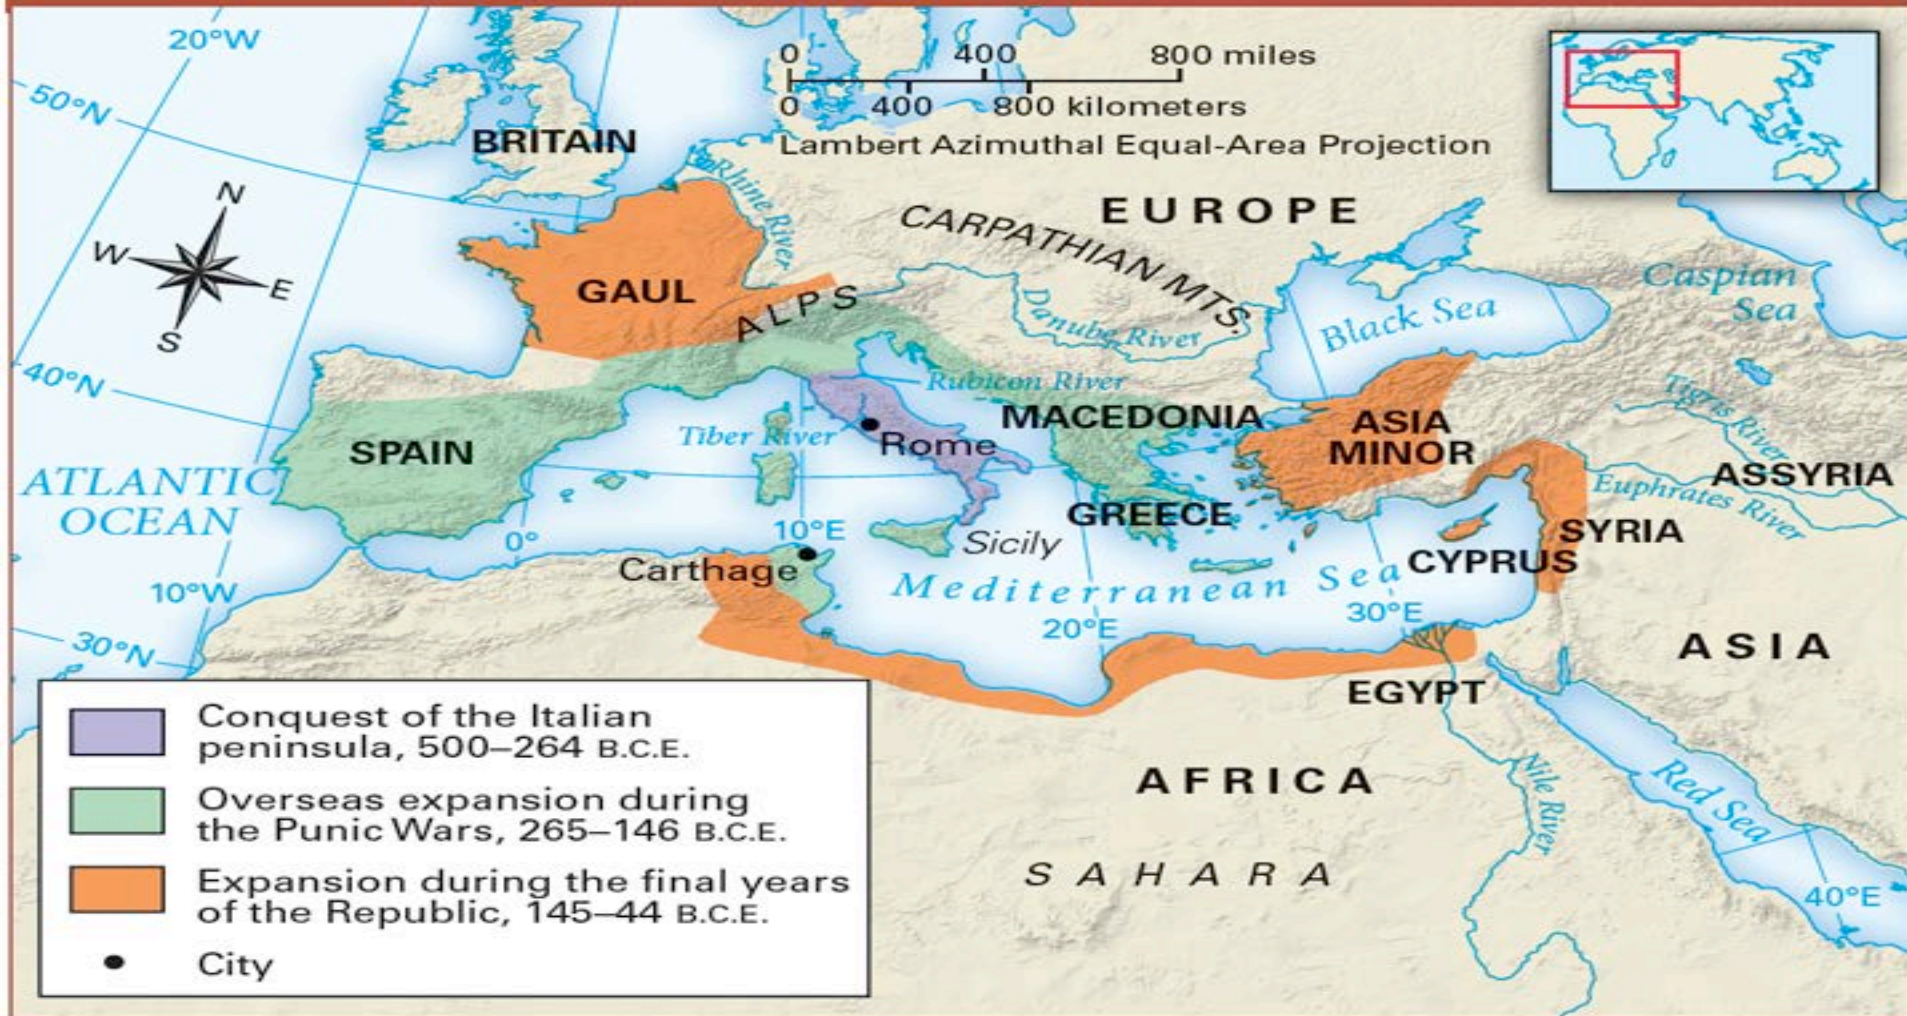 20°W
0 400 800 miles
0 400 800 kilometers
Lambert Azimuthal Equal-Area Projection
50°N
BRITAIN
Rhine River
EUROPE
CARPATHIAN MTS.
N
W
E
S
GAUL
ALPS
Danube River
Black Sea
Caspian
Sea
40°N
Rubicon River
Tigris River
MACEDONIA
ASIA
MINOR
Tiber River
Rome
SPAIN
ASSYRIA
ATLANTIC
OCEAN
Euphrates River
GREECE
10°E
0°
Sicily
SYRIA
CYPRUS
Carthage
Mediterranean Sea
10°W
30°E
20°E
30°N
ASIA
EGYPT
AFRICA
Nile River
Red Sea
SAHARA
40°E
Conquest of the Italian
peninsula, 500–264 B.C.E.
Overseas expansion during
the Punic Wars, 265–146 B.C.E.
Expansion during the final years
of the Republic, 145–44 B.C.E.
City